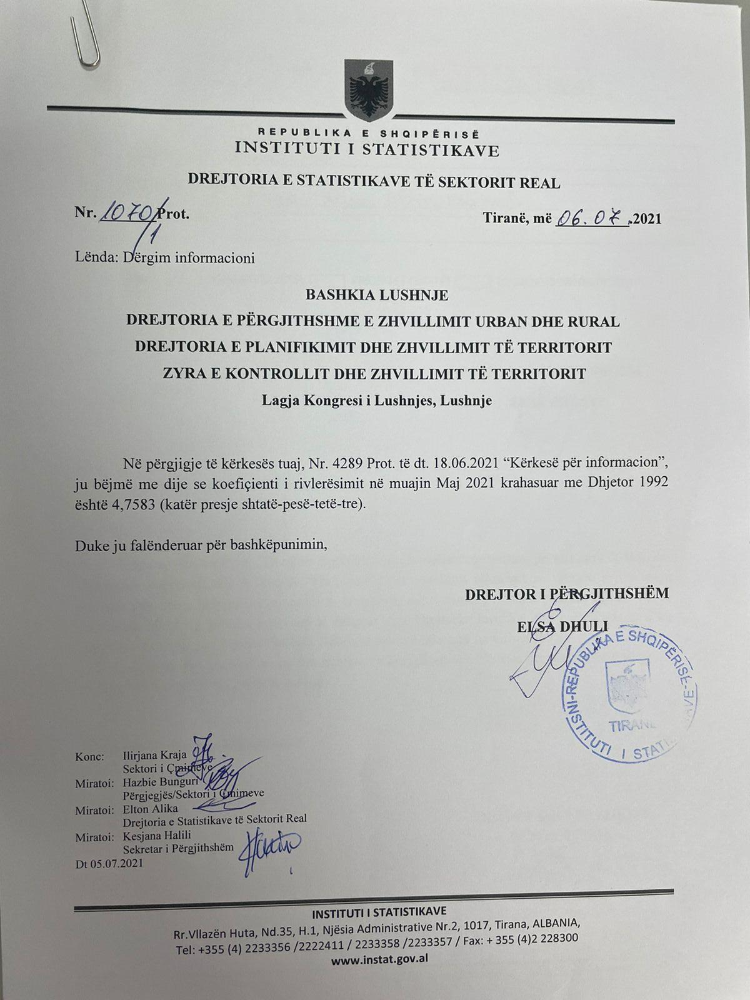 REPUBLIKA E SHQIPËRISË
INSTITUTI I STATISTIKAVE
DREJTORIA E STATISTIKAVE TË SEKTORIT REAL
Nr. 1070/1 Prot.
Tiranë, më 06.07.2021
Lënda: Dërgim informacioni
BASHKIA LUSHNJE
DREJTORIA E PËRGJITHSHME E ZHVILLIMIT URBAN DHE RURAL
DREJTORIA E PLANIFIKIMIT DHE ZHVILLIMIT TË TERRITORIT
ZYRA E KONTROLLIT DHE ZHVILLIMIT TË TERRITORIT
Lagja Kongresi i Lushnjes, Lushnje
Në përgjigje të kërkesës tuaj, Nr. 4289 Prot. të dt. 18.06.2021 “Kërkesë për informacion”,
ju bëjmë me dije se koefiçienti i rivlerësimit në muajin Maj 2021 krahasuar me Dhjetor 1992
është 4,7583 (katër presje shtatë-pesë-tetë-tre).
Duke ju falënderuar për bashkëpunimin,
DREJTOR I PËRGJITHSHËM
ELSA DHULI
REPUBLIKA E SHQIPËRISË
TIRANË
INSTITUTI I
Konc: Ilirjana Kraja
Sektori i Çmimeve
Miratoi: Hazbie Bunguri
Përgjegjës/Sektori i Çmimeve
Miratoi: Elton Alika
Drejtoria e Statistikave të Sektorit Real
Miratoi: Kesjana Halili
Sekretar i Përgjithshëm
Dt 05.07.2021
INSTITUTI I STATISTIKAVE
Rr.Vllazën Huta, Nd.35, H.1, Njësia Administrative Nr.2, 1017, Tirana, ALBANIA,
Tel: +355 (4) 2233356 /2222411 / 2233358 /2233357 / Fax: + 355 (4)2 228300
www.instat.gov.al